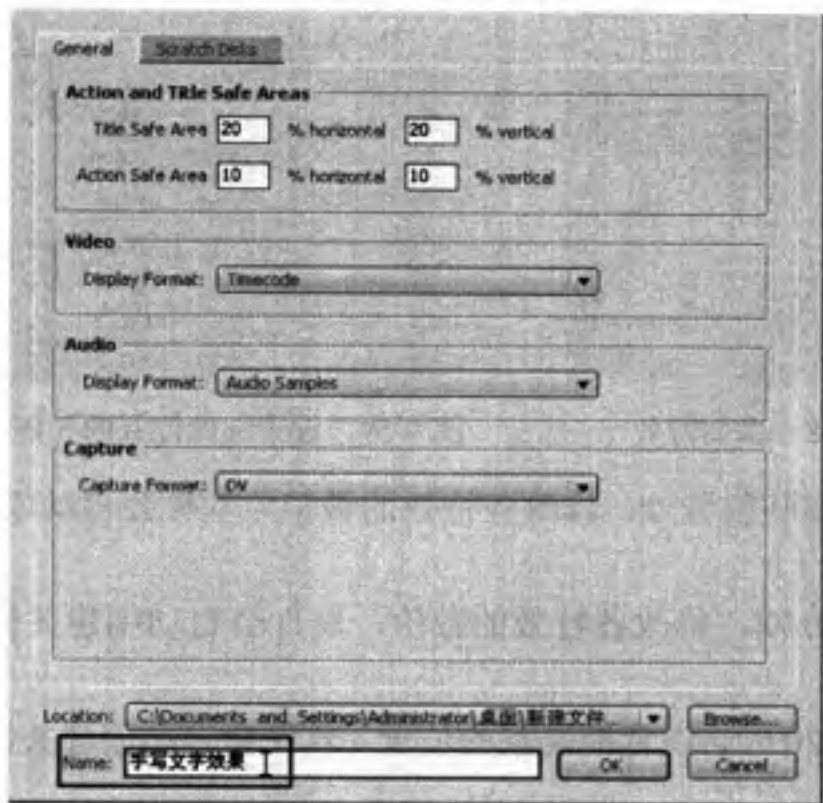 General Scratch Disks
Action and Title Safe Areas
Title Safe Area 20 % horizontal 20 % vertical
Action Safe Area 10 % horizontal 10 % vertical
Video
Display Format: Timecode
Audio
Display Format: Audio Samples
Capture
Capture Format: DV
Location: C:\Documents and Settings\Administrator\桌面\新建文件... Browse...
Name: 手写文字效果 OK Cancel